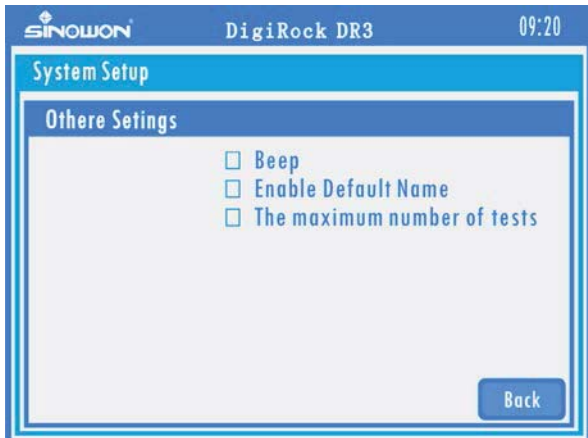 SINOWON DigiRock DR3 09:20
System Setup
Othere Setings
Beep
Enable Default Name
The maximum number of tests
Back